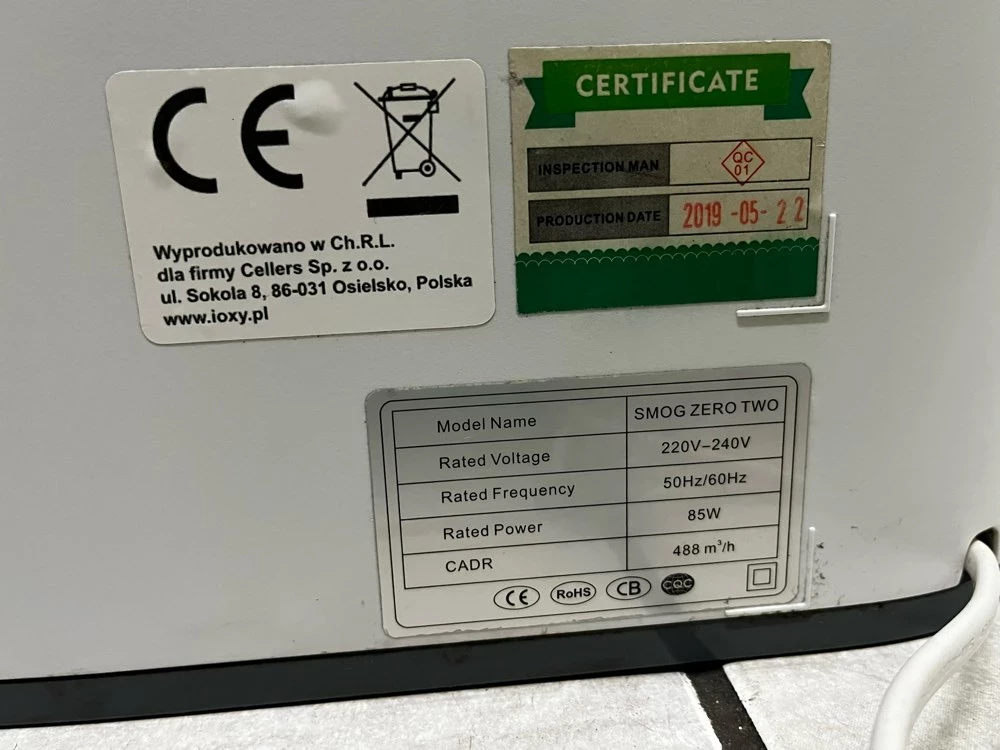 CE
Wyprodukowano w Ch.R.L.
dla firmy Cellers Sp. z o.o.
ul. Sokola 8, 86-031 Osielsko, Polska
www.ioxy.pl
CERTIFICATE
INSPECTION MAN
QC
01
PRODUCTION DATE 2019 -05- 22
Model Name SMOG ZERO TWO
Rated Voltage 220V–240V
Rated Frequency 50Hz/60Hz
Rated Power 85W
CADR 488 m³/h
CE RoHS CB CQC